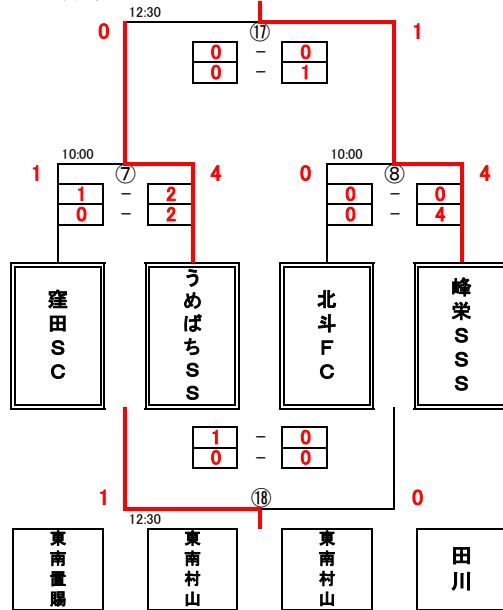 12:30
0 ⑰ 1
0 － 0
0 － 1
10:00 10:00
1 ⑦ 4 0 ⑧ 4
1 － 2 0 － 0
0 － 2 0 － 4
窪田ＳＣ
うめばちＳＳ
北斗ＦＣ
峰栄ＳＳＳ
1 － 0
0 － 0
1 ⑱ 0
12:30
東南置賜
東南村山
東南村山
田川